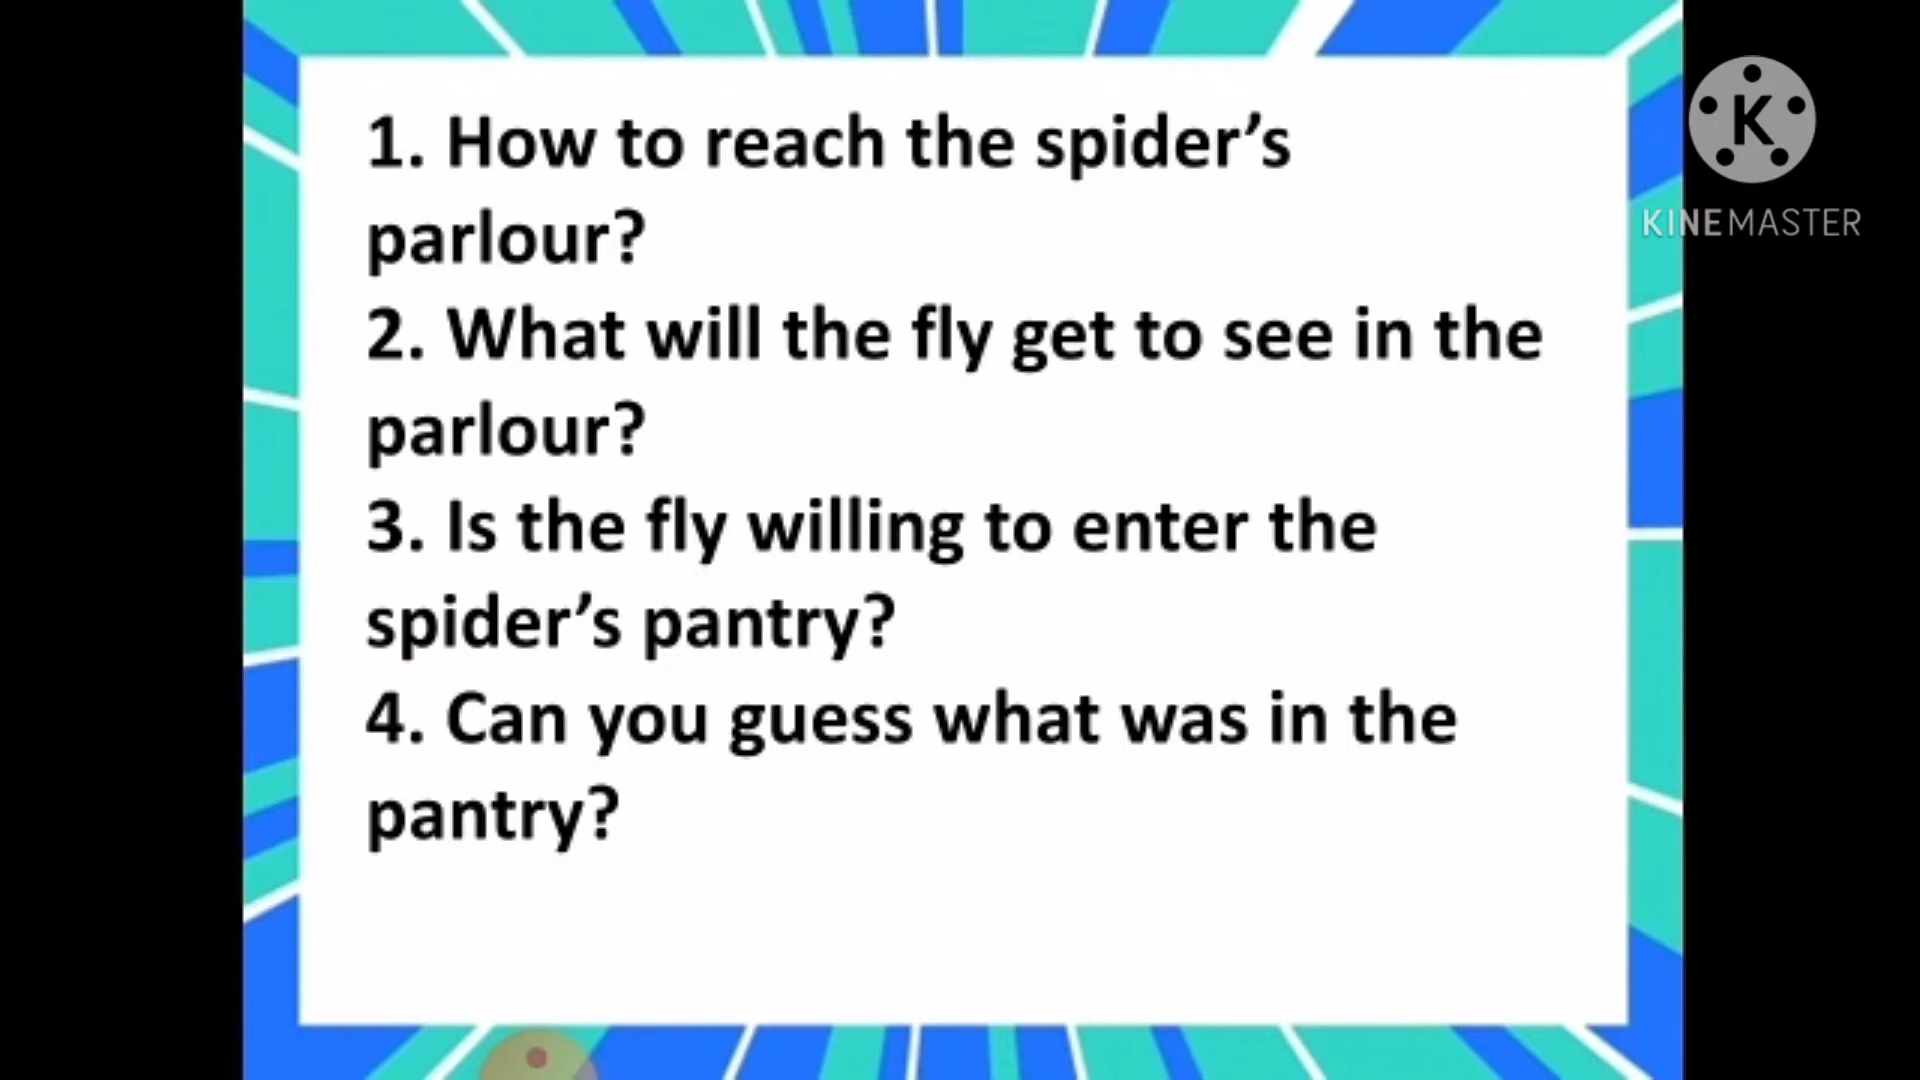 1. How to reach the spider’s
parlour?
2. What will the fly get to see in the
parlour?
3. Is the fly willing to enter the
spider’s pantry?
4. Can you guess what was in the
pantry?
K
KINEMASTER